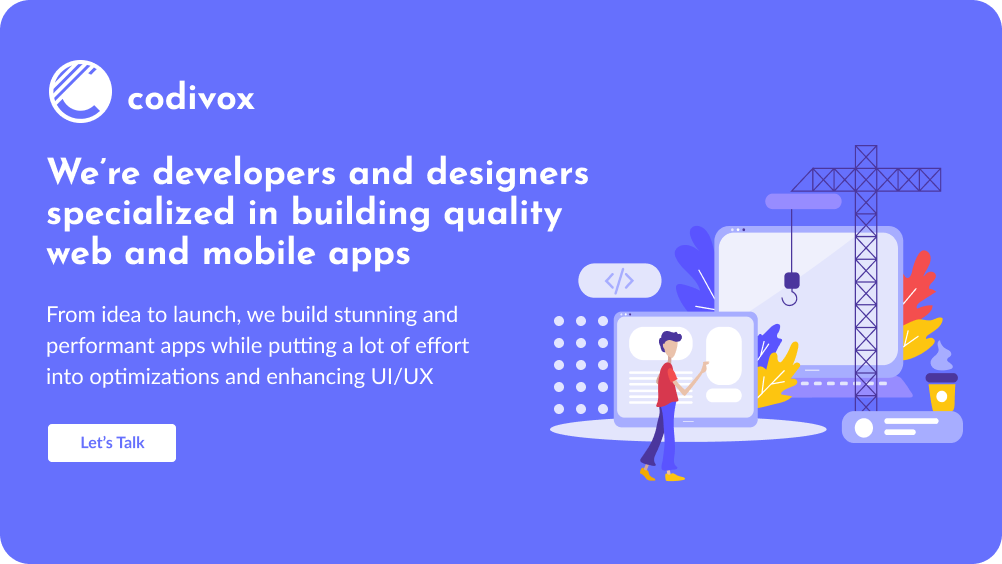 codivox
We're developers and designers
specialized in building quality
web and mobile apps
From idea to launch, we build stunning and
performant apps while putting a lot of effort
into optimizations and enhancing UI/UX
</>
Let's Talk